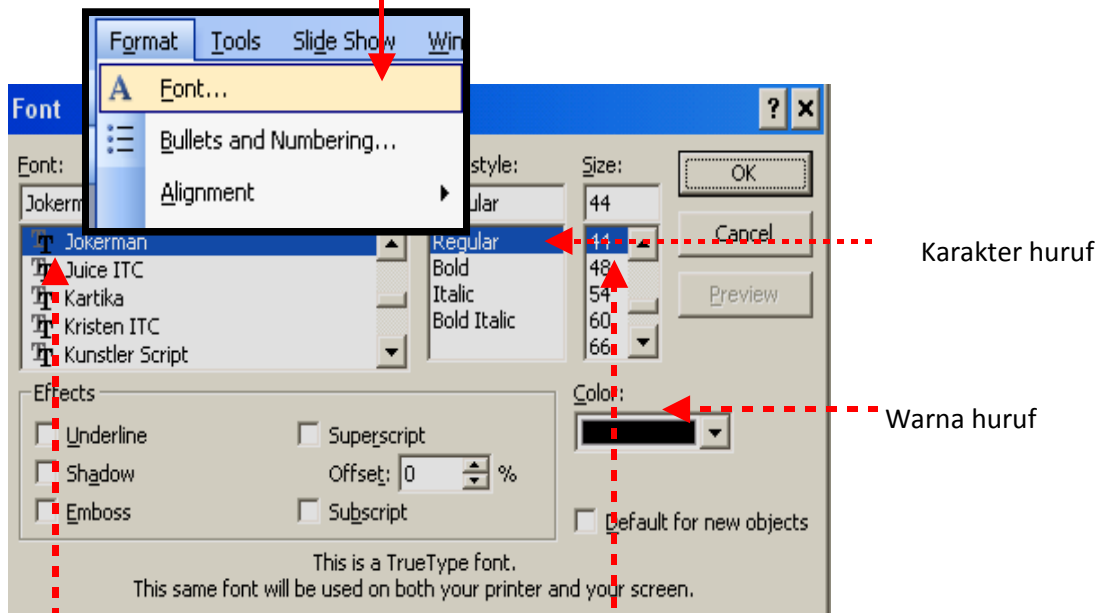 Format Tools Slide Show Win
Font...
Bullets and Numbering...
Alignment
Font
Font:
style:
Size:
OK
Jokerm
ular
44
Cancel
Jokerman
Juice ITC
Kartika
Kristen ITC
Kunstler Script
Regular
Bold
Italic
Bold Italic
44
48
54
60
66
Preview
Karakter huruf
Effects
Underline
Shadow
Emboss
Superscript
Offset: 0 %
Subscript
Color:
Warna huruf
Default for new objects
This is a TrueType font.
This same font will be used on both your printer and your screen.